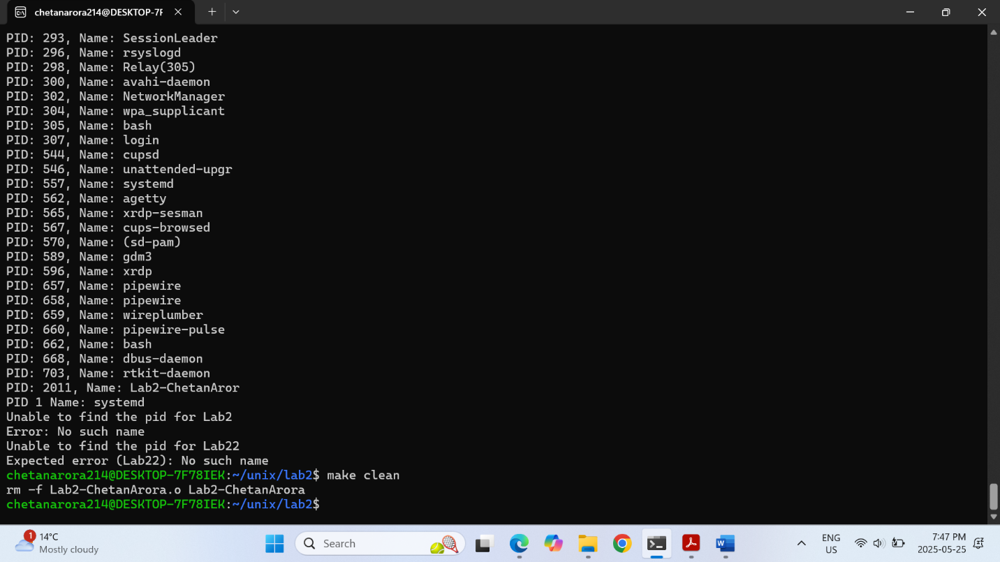 chetanarora214@DESKTOP-7F
PID: 293, Name: SessionLeader
PID: 296, Name: rsyslogd
PID: 298, Name: Relay(305)
PID: 300, Name: avahi-daemon
PID: 302, Name: NetworkManager
PID: 304, Name: wpa_supplicant
PID: 305, Name: bash
PID: 307, Name: login
PID: 544, Name: cupsd
PID: 546, Name: unattended-upgr
PID: 557, Name: systemd
PID: 562, Name: agetty
PID: 565, Name: xrdp-sesman
PID: 567, Name: cups-browsed
PID: 570, Name: (sd-pam)
PID: 589, Name: gdm3
PID: 596, Name: xrdp
PID: 657, Name: pipewire
PID: 658, Name: pipewire
PID: 659, Name: wireplumber
PID: 660, Name: pipewire-pulse
PID: 662, Name: bash
PID: 668, Name: dbus-daemon
PID: 703, Name: rtkit-daemon
PID: 2011, Name: Lab2-ChetanAror
PID 1 Name: systemd
Unable to find the pid for Lab2
Error: No such name
Unable to find the pid for Lab22
Expected error (Lab22): No such name
chetanarora214@DESKTOP-7F78IEK:~/unix/lab2$ make clean
rm -f Lab2-ChetanArora.o Lab2-ChetanArora
chetanarora214@DESKTOP-7F78IEK:~/unix/lab2$
1
14°C
Mostly cloudy
Search
ENG
US
7:47 PM
2025-05-25